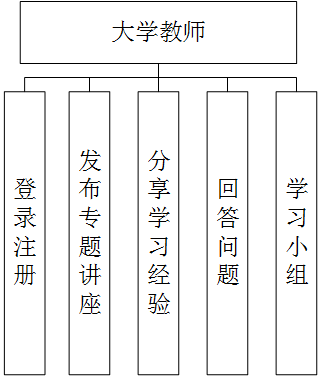 大学教师
登录注册
发布专题讲座
分享学习经验
回答问题
学习小组